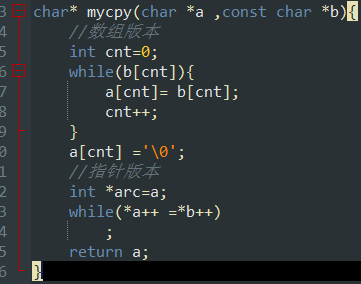 3 char* mycpy(char *a ,const char *b){
4 //数组版本
5 int cnt=0;
6 while(b[cnt]){
7 a[cnt]= b[cnt];
8 cnt++;
9 }
0 a[cnt] ='\0';
1 //指针版本
2 int *arc=a;
3 while(*a++ =*b++)
4 ;
5 return a;
6 }